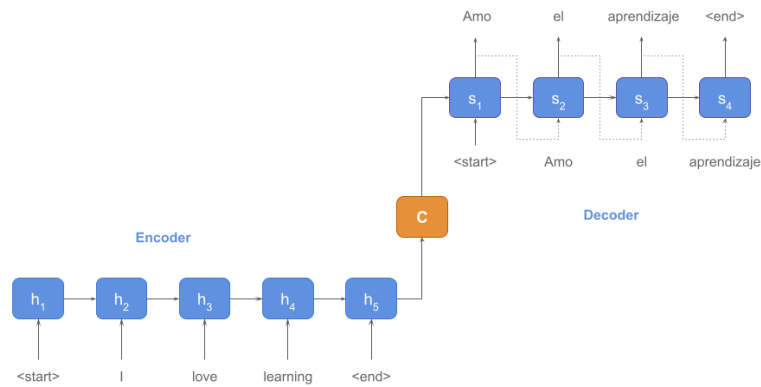 Amo el aprendizaje <end>
s1 s2 s3 s4
<start> Amo el aprendizaje
C
Decoder
Encoder
h1 h2 h3 h4 h5
<start> I love learning <end>